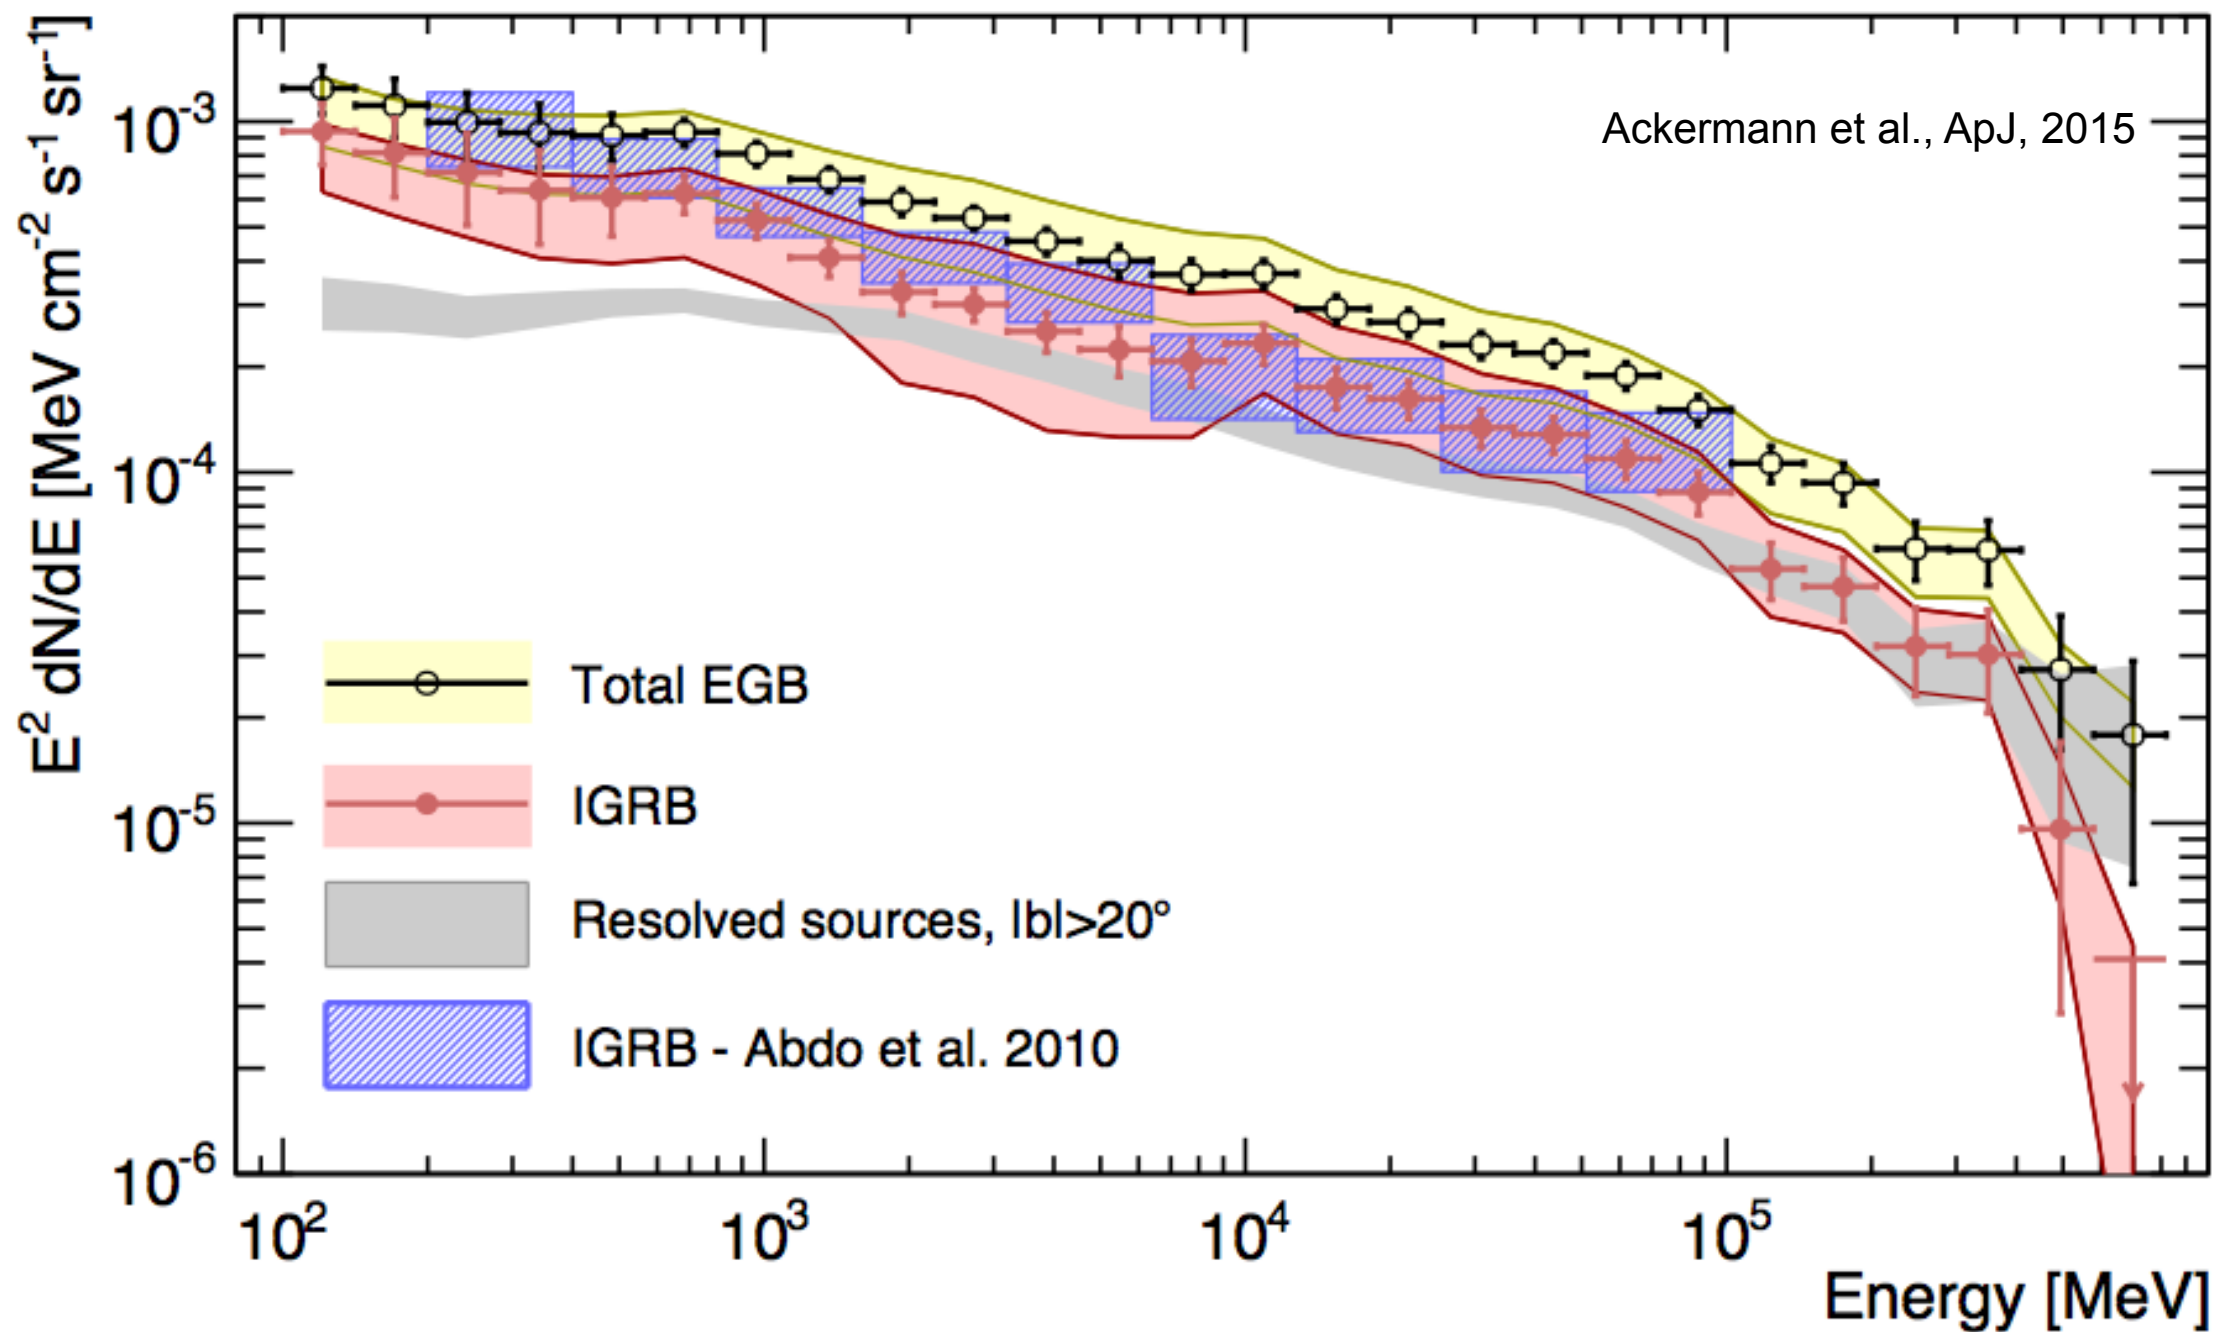 E² dN/dE [MeV cm⁻² s⁻¹ sr⁻¹]
10⁻³
10⁻⁴
10⁻⁵
10⁻⁶
Ackermann et al., ApJ, 2015
Total EGB
IGRB
Resolved sources, |b|>20°
IGRB - Abdo et al. 2010
10² 10³ 10⁴ 10⁵
Energy [MeV]